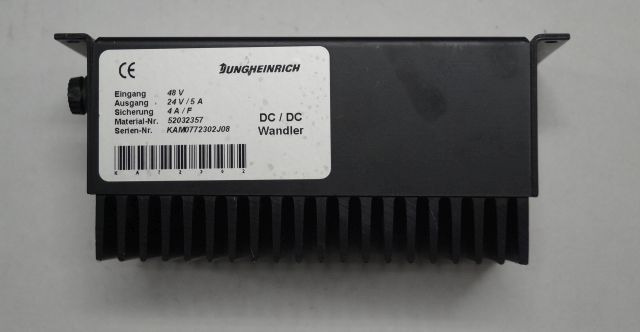 CE
JUNGHEINRICH
Eingang 48 V
Ausgang 24 V / 5 A
Sicherung 4 A / F
Material-Nr. 52032357
Serien-Nr. KAM0772302J08
DC / DC
Wandler